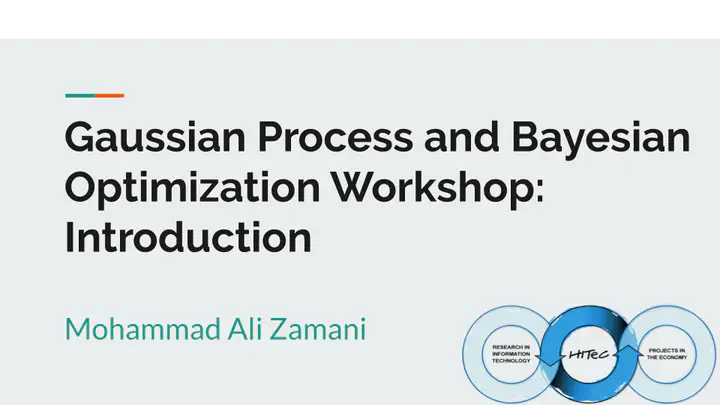 Gaussian Process and Bayesian
Optimization Workshop:
Introduction
Mohammad Ali Zamani
RESEARCH IN
INFORMATION
TECHNOLOGY
HITeC
PROJECTS IN
THE ECONOMY